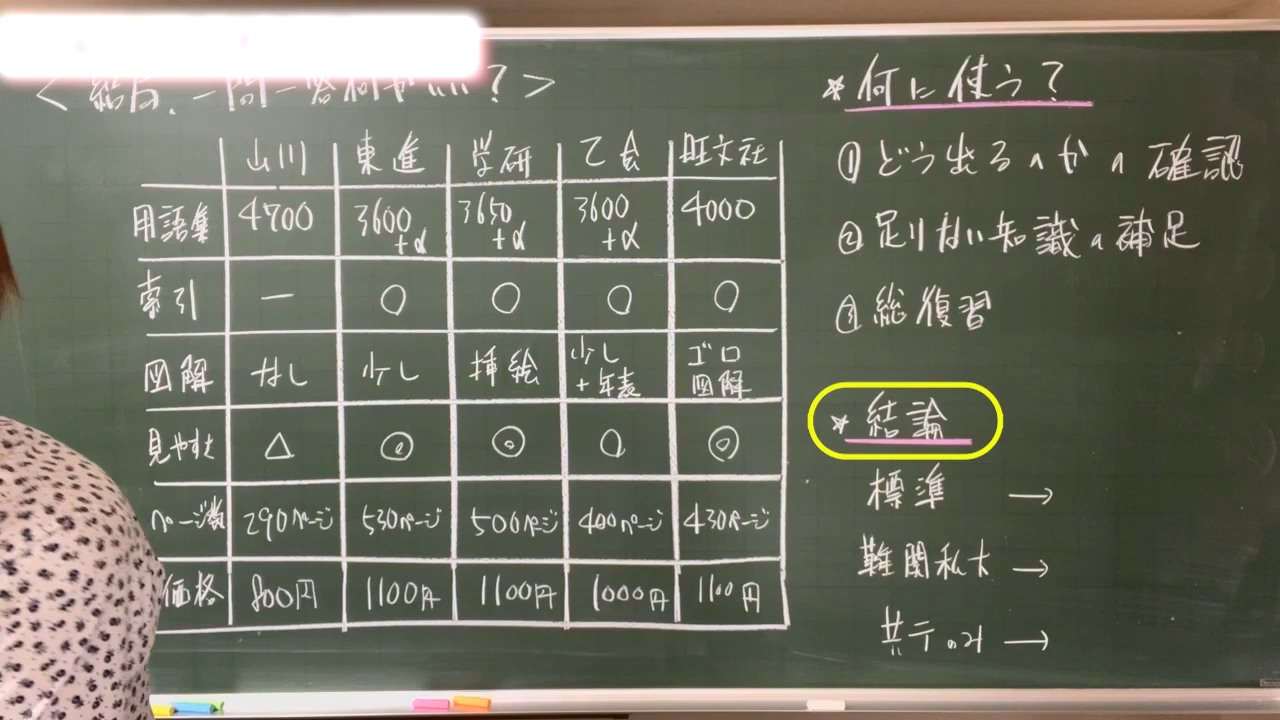 <結局、一問一答何がいい？>
山川 東進 学研 Z会 旺文社
用語集 4700 3600+α 3650+α 3600+α 4000
索引 ー ○ ○ ○ ○
図解 なし 少し 挿絵 少し+年表 ゴロ図解
見やすさ △ ◎ ◎ ○ ◎
ページ数 290ページ 530ページ 500ページ 400ページ 430ページ
価格 800円 1100円 1100円 1000円 1100円
*何に使う？
①どう出るのかの確認
②足りない知識の補足
③総復習
*結論
標準 →
難関私大 →
共テのみ →